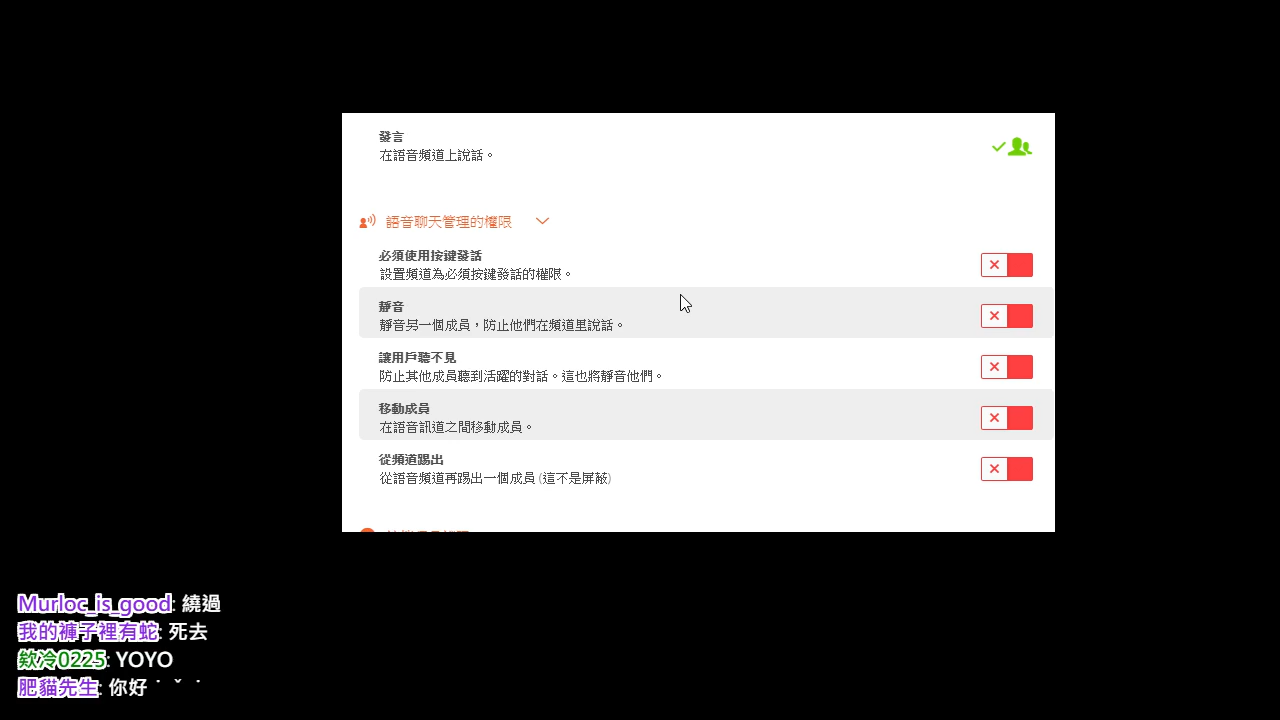 發言
在語音頻道上說話。
語音聊天管理的權限
必須使用按鍵發話
設置頻道為必須按鍵發話的權限。
靜音
靜音另一個成員，防止他們在頻道里說話。
讓用戶聽不見
防止其他成員聽到活躍的對話。這也將靜音他們。
移動成員
在語音訊道之間移動成員。
從頻道踢出
從語音頻道再踢出一個成員 (這不是屏蔽)
Murloc_is_good: 繞過
我的褲子裡有蛇: 死去
欸冷0225: YOYO
肥貓先生: 你好˙ˇ˙